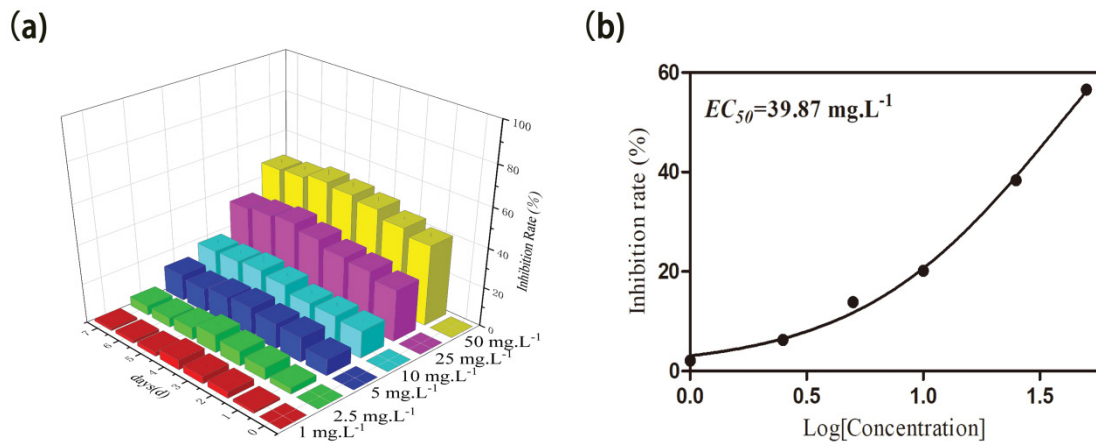 (a)
100
80
60
40
20
0
Inhibition Rate (%)
50 mg.L⁻¹
25 mg.L⁻¹
10 mg.L⁻¹
5 mg.L⁻¹
2.5 mg.L⁻¹
1 mg.L⁻¹
7
6
5
4
3
2
1
0
days(d)
(b)
60
40
20
0
Inhibition rate (%)
EC₅₀=39.87 mg.L⁻¹
0.0 0.5 1.0 1.5
Log[Concentration]